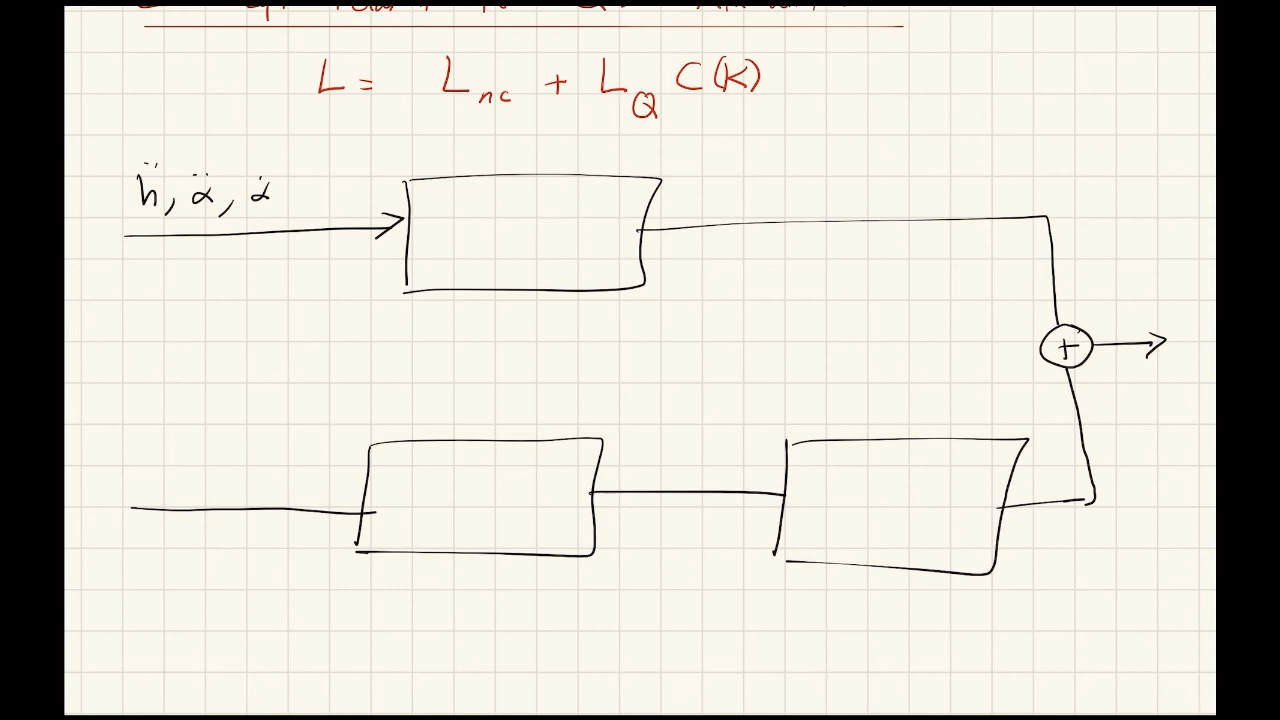 L = L_nc + L_Q C(K)
ḧ, α̈, α̇
+